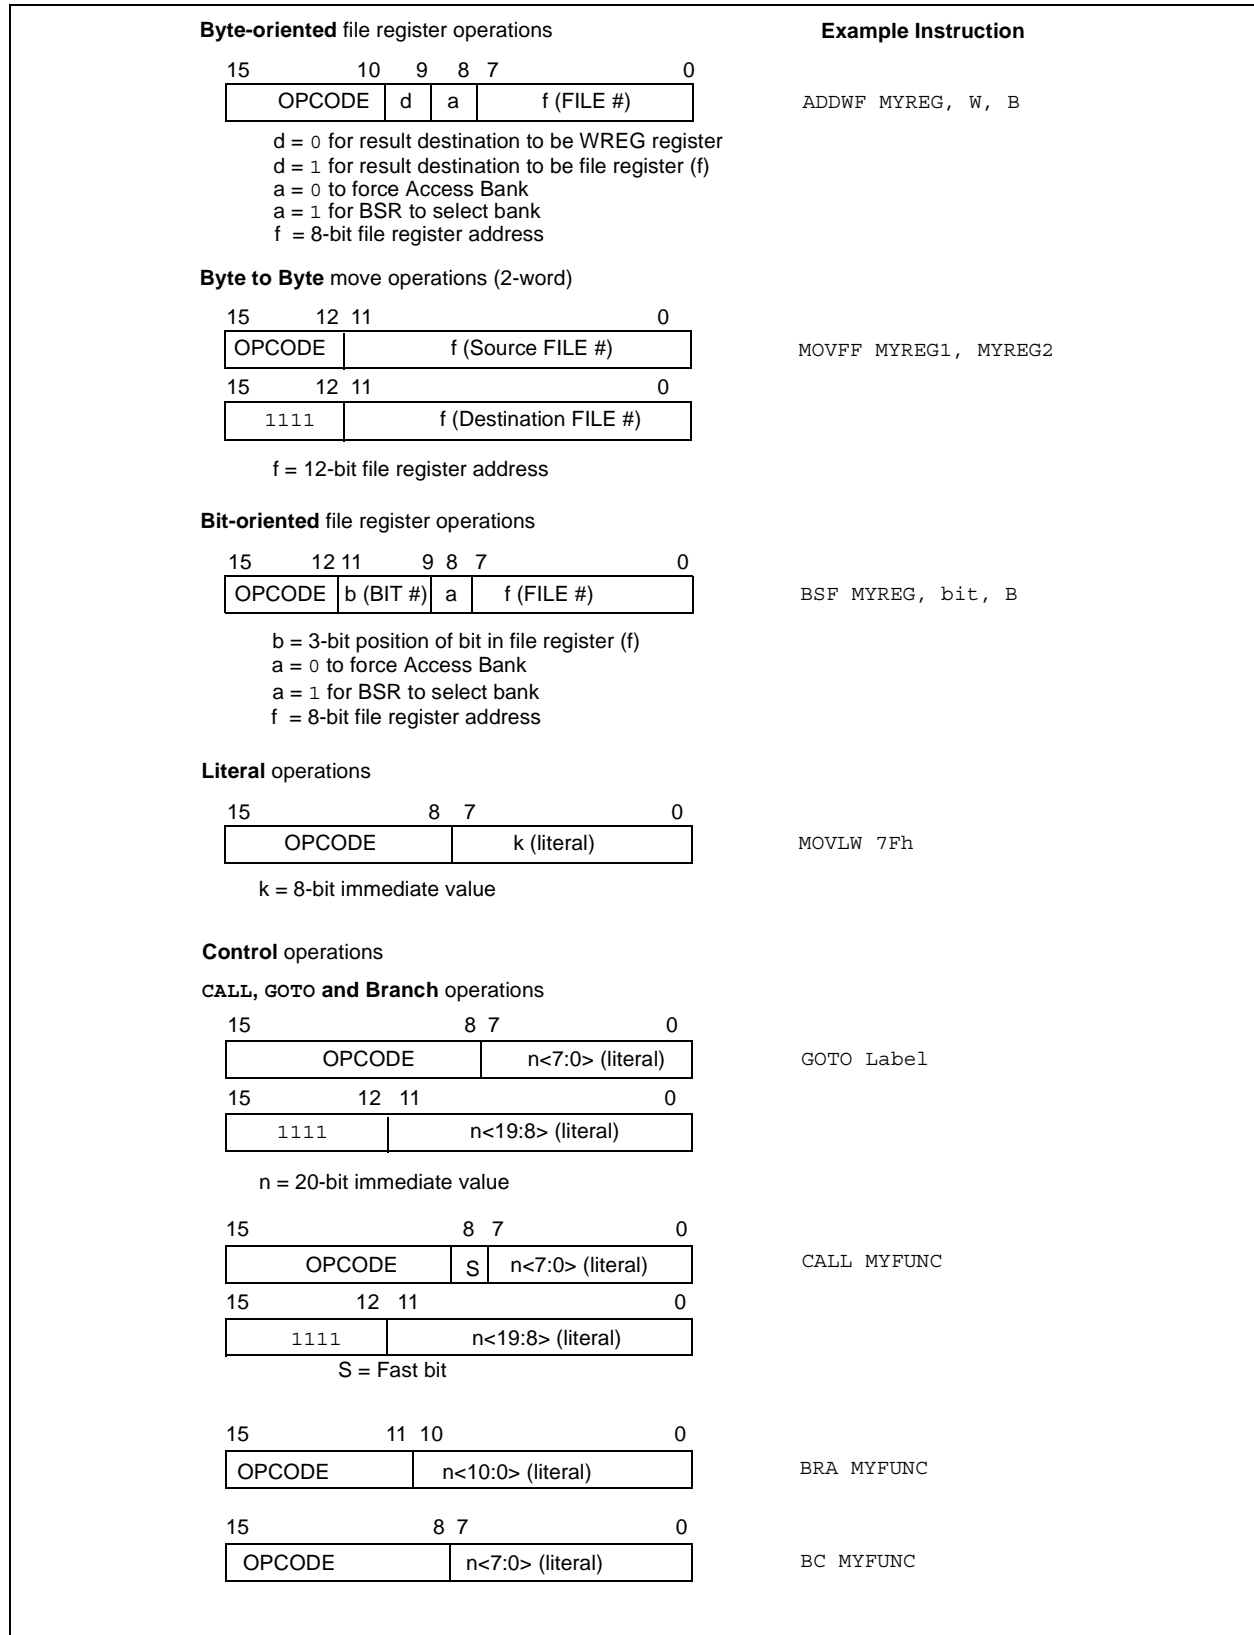 Byte-oriented file register operations Example Instruction
15 10 9 8 7 0
OPCODE d a f (FILE #) ADDWF MYREG, W, B
d = 0 for result destination to be WREG register
d = 1 for result destination to be file register (f)
a = 0 to force Access Bank
a = 1 for BSR to select bank
f = 8-bit file register address
Byte to Byte move operations (2-word)
15 12 11 0
OPCODE f (Source FILE #) MOVFF MYREG1, MYREG2
15 12 11 0
1111 f (Destination FILE #)
f = 12-bit file register address
Bit-oriented file register operations
15 12 11 9 8 7 0
OPCODE b (BIT #) a f (FILE #) BSF MYREG, bit, B
b = 3-bit position of bit in file register (f)
a = 0 to force Access Bank
a = 1 for BSR to select bank
f = 8-bit file register address
Literal operations
15 8 7 0
OPCODE k (literal) MOVLW 7Fh
k = 8-bit immediate value
Control operations
CALL, GOTO and Branch operations
15 8 7 0
OPCODE n<7:0> (literal) GOTO Label
15 12 11 0
1111 n<19:8> (literal)
n = 20-bit immediate value
15 8 7 0
OPCODE S n<7:0> (literal) CALL MYFUNC
15 12 11 0
1111 n<19:8> (literal)
S = Fast bit
15 11 10 0
OPCODE n<10:0> (literal) BRA MYFUNC
15 8 7 0
OPCODE n<7:0> (literal) BC MYFUNC